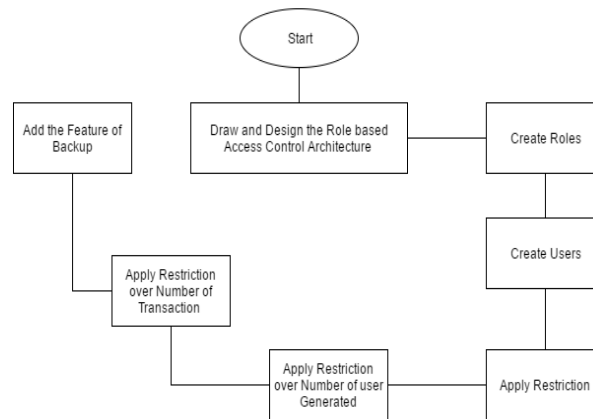 Start
Draw and Design the Role based
Access Control Architecture
Create Roles
Create Users
Apply Restriction
Apply Restriction
over Number of user
Generated
Apply Restriction
over Number of
Transaction
Add the Feature of
Backup